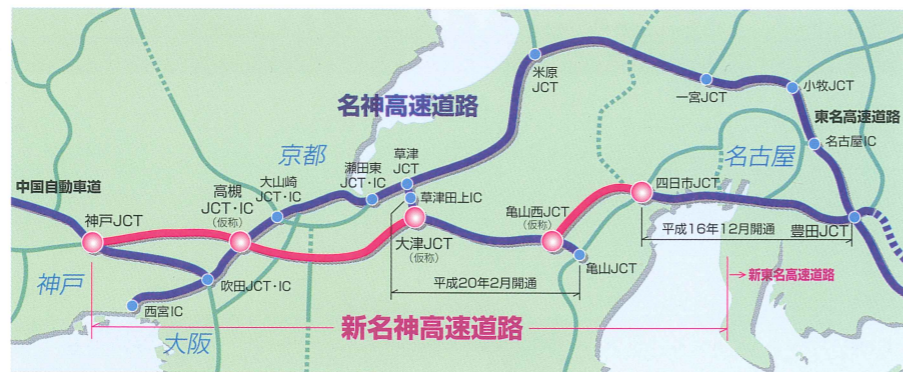 米原
JCT
一宮JCT
小牧JCT
名神高速道路
東名高速道路
名古屋IC
京都
瀬田東
JCT・IC
草津
JCT
名古屋
中国自動車道
高槻
JCT・IC
(仮称)
大山崎
JCT・IC
草津田上IC
四日市JCT
神戸JCT
亀山西JCT
(仮称)
平成16年12月開通
豊田JCT
大津JCT
(仮称)
亀山JCT
神戸
吹田JCT・IC
平成20年2月開通
新東名高速道路
西宮IC
大阪
新名神高速道路